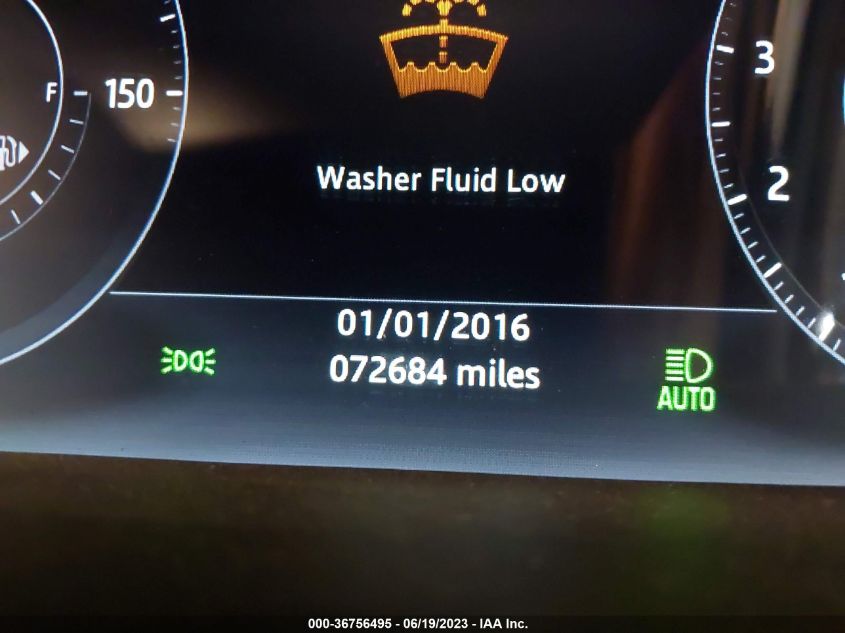 F
150
3
2
Washer Fluid Low
01/01/2016
072684 miles
AUTO
000-36756495 - 06/19/2023 - IAA Inc.